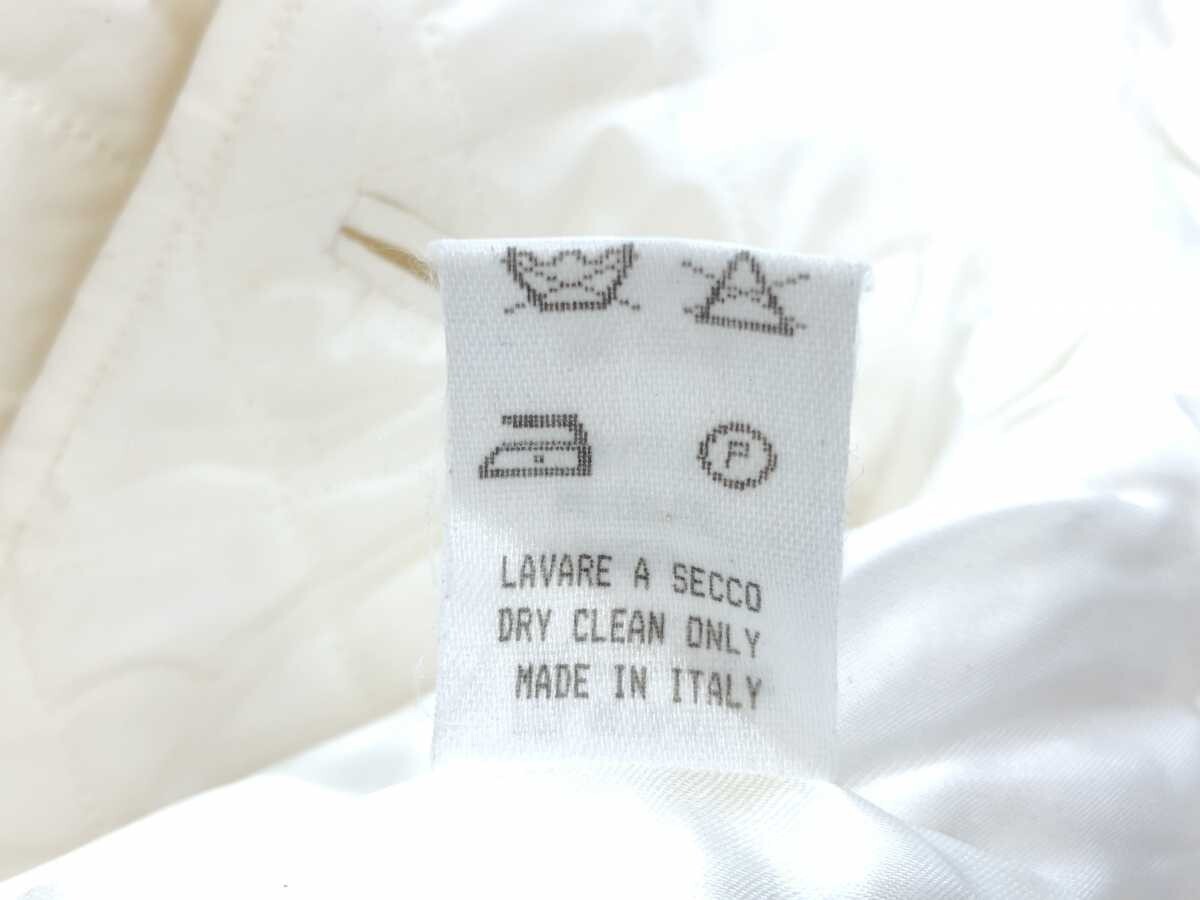 P
LAVARE A SECCO
DRY CLEAN ONLY
MADE IN ITALY